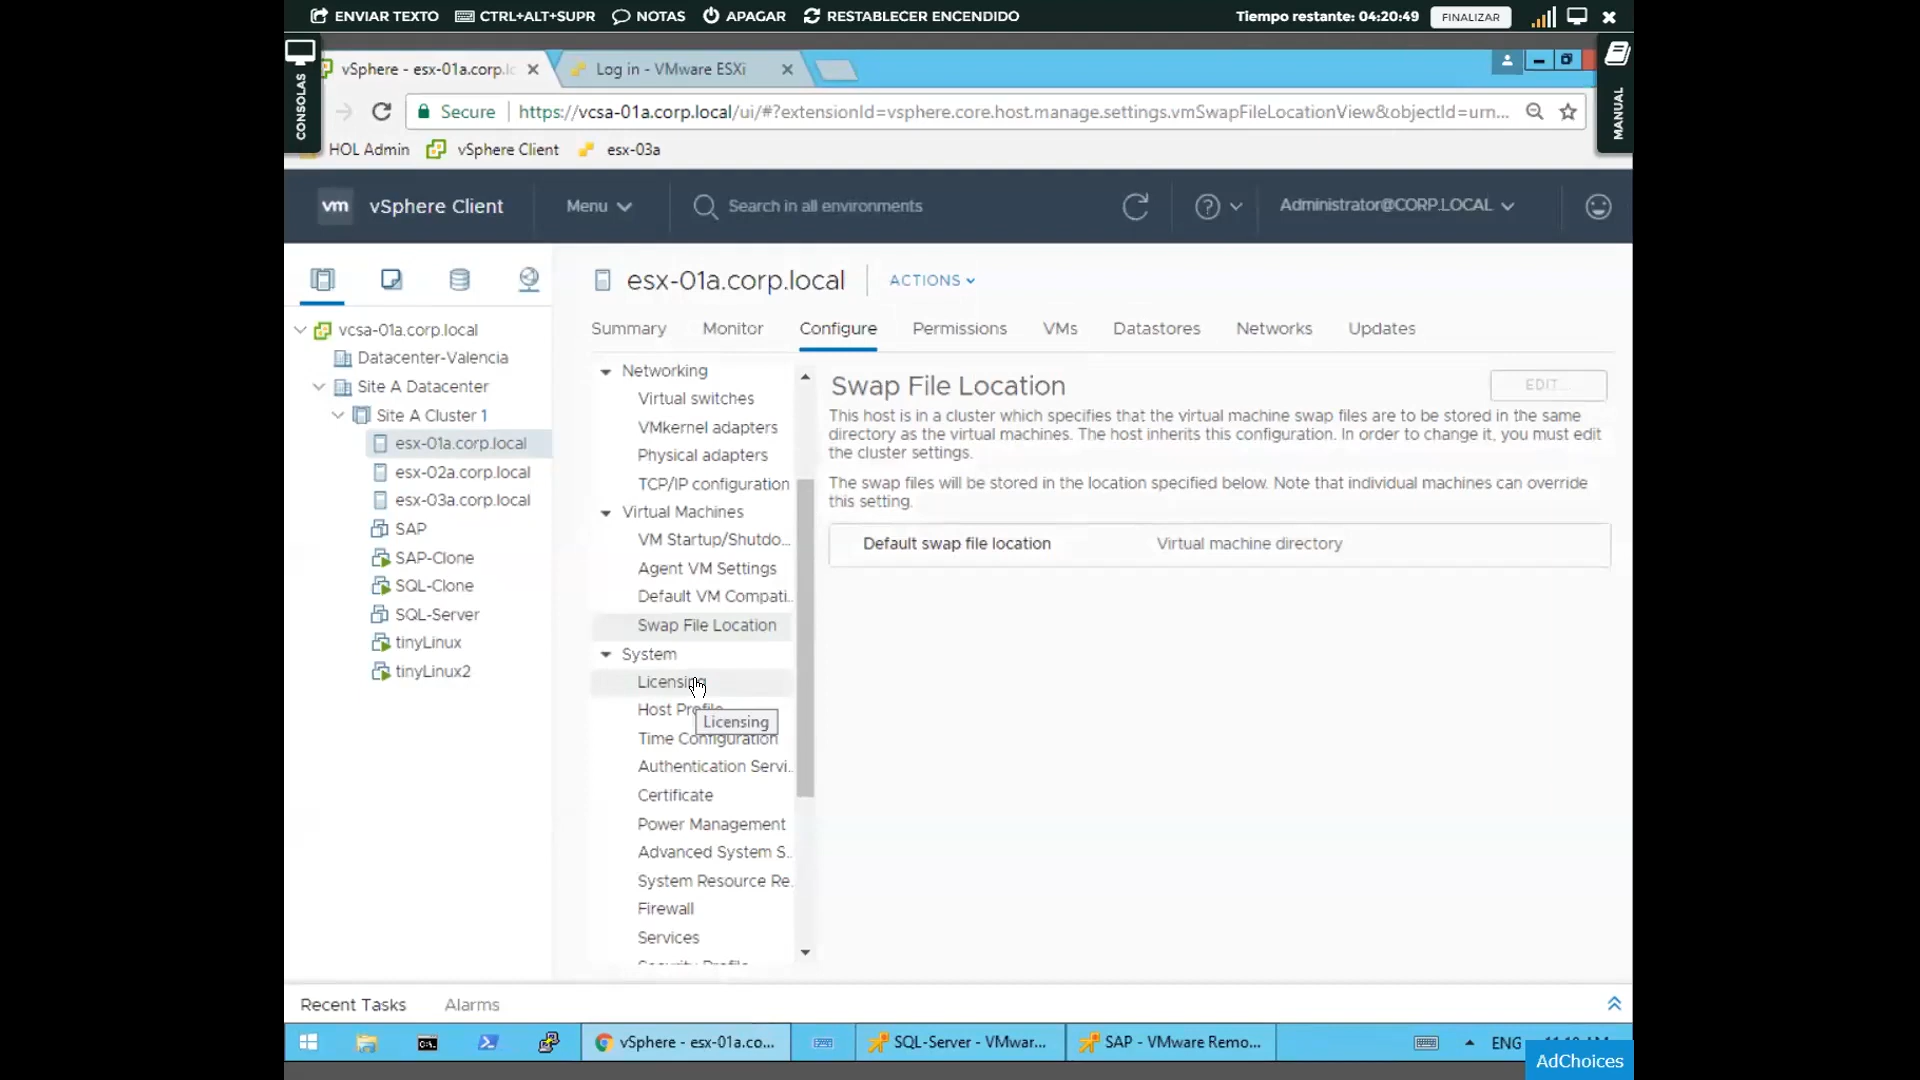 ENVIAR TEXTO CTRL+ALT+SUPR NOTAS APAGAR RESTABLECER ENCENDIDO Tiempo restante: 04:20:49 FINALIZAR
CONSOLAS
MANUAL
vSphere - esx-01a.corp.lc Log in - VMware ESXi
Secure https://vcsa-01a.corp.local/ui/#?extensionId=vsphere.core.host.manage.settings.vmSwapFileLocationView&objectId=urn...
HOL Admin vSphere Client esx-03a
vm vSphere Client Menu Search in all environments Administrator@CORP.LOCAL
esx-01a.corp.local ACTIONS
Summary Monitor Configure Permissions VMs Datastores Networks Updates
vcsa-01a.corp.local
Datacenter-Valencia
Site A Datacenter
Site A Cluster 1
esx-01a.corp.local
esx-02a.corp.local
esx-03a.corp.local
SAP
SAP-Clone
SQL-Clone
SQL-Server
tinyLinux
tinyLinux2
Networking
Virtual switches
VMkernel adapters
Physical adapters
TCP/IP configuration
Virtual Machines
VM Startup/Shutdo...
Agent VM Settings
Default VM Compati..
Swap File Location
System
Licensing
Host Profile
Licensing
Time Configuration
Authentication Servi..
Certificate
Power Management
Advanced System S..
System Resource Re..
Firewall
Services
Security Profile
Swap File Location EDIT...
This host is in a cluster which specifies that the virtual machine swap files are to be stored in the same
directory as the virtual machines. The host inherits this configuration. In order to change it, you must edit
the cluster settings.
The swap files will be stored in the location specified below. Note that individual machines can override
this setting.
Default swap file location Virtual machine directory
Recent Tasks Alarms
vSphere - esx-01a.co... SQL-Server - VMwar... SAP - VMware Remo... ENG
AdChoices